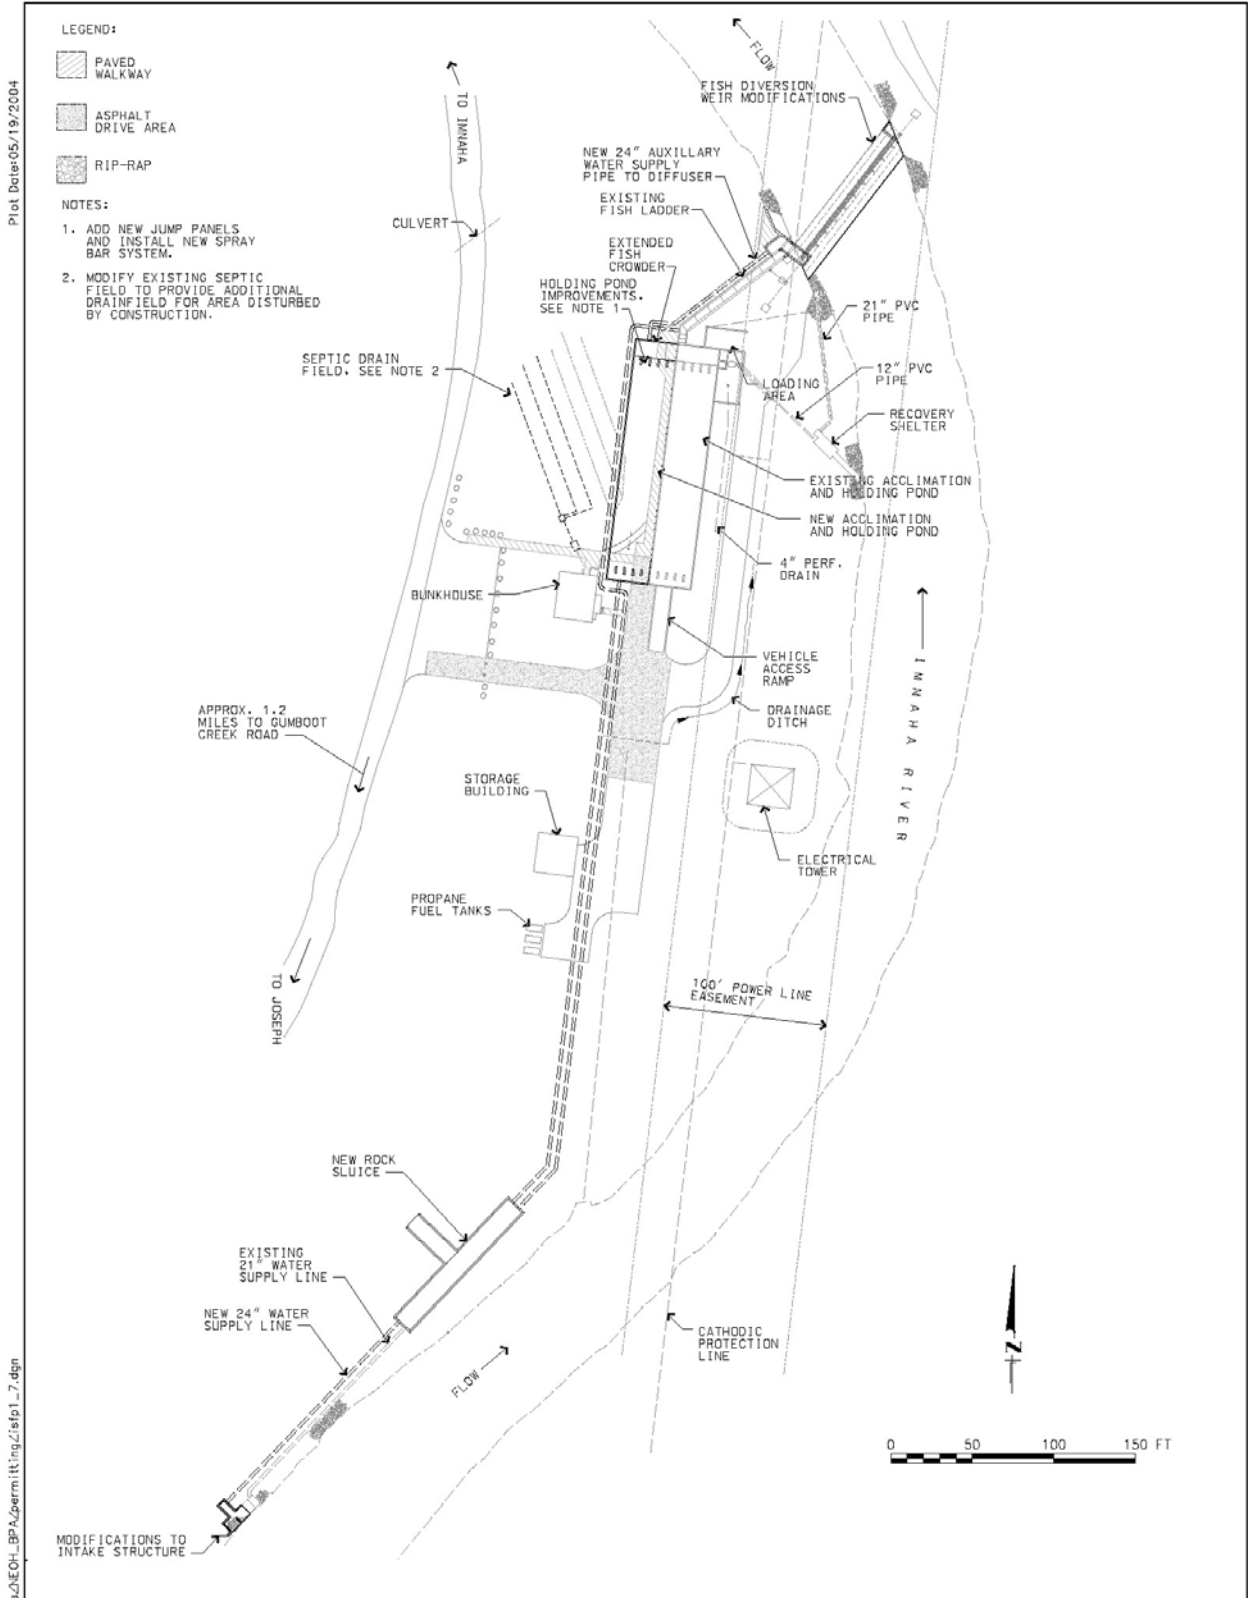 LEGEND:
PAVED
WALKWAY
ASPHALT
DRIVE AREA
RIP-RAP
NOTES:
1. ADD NEW JUMP PANELS
AND INSTALL NEW SPRAY
BAR SYSTEM.
2. MODIFY EXISTING SEPTIC
FIELD TO PROVIDE ADDITIONAL
DRAINFIELD FOR AREA DISTURBED
BY CONSTRUCTION.
Plot Date:05/19/2004
TO IMNAHA
FLOW
FISH DIVERSION
WEIR MODIFICATIONS
NEW 24" AUXILLARY
WATER SUPPLY
PIPE TO DIFFUSER
EXISTING
FISH LADDER
CULVERT
EXTENDED
FISH
CROWDER
HOLDING POND
IMPROVEMENTS.
SEE NOTE 1
21" PVC
PIPE
SEPTIC DRAIN
FIELD. SEE NOTE 2
12" PVC
PIPE
LOADING
AREA
RECOVERY
SHELTER
EXISTING ACCLIMATION
AND HOLDING POND
NEW ACCLIMATION
AND HOLDING POND
4" PERF.
DRAIN
BUNKHOUSE
VEHICLE
ACCESS
RAMP
IMNAHA RIVER
APPROX. 1.2
MILES TO GUMBOOT
CREEK ROAD
DRAINAGE
DITCH
STORAGE
BUILDING
ELECTRICAL
TOWER
PROPANE
FUEL TANKS
TO JOSEPH
100' POWER LINE
EASEMENT
NEW ROCK
SLUICE
EXISTING
21" WATER
SUPPLY LINE
NEW 24" WATER
SUPPLY LINE
CATHODIC
PROTECTION
LINE
FLOW
N
0 50 100 150 FT
MODIFICATIONS TO
INTAKE STRUCTURE
/NEOH_BPA/permitting/isfp1_7.dgn